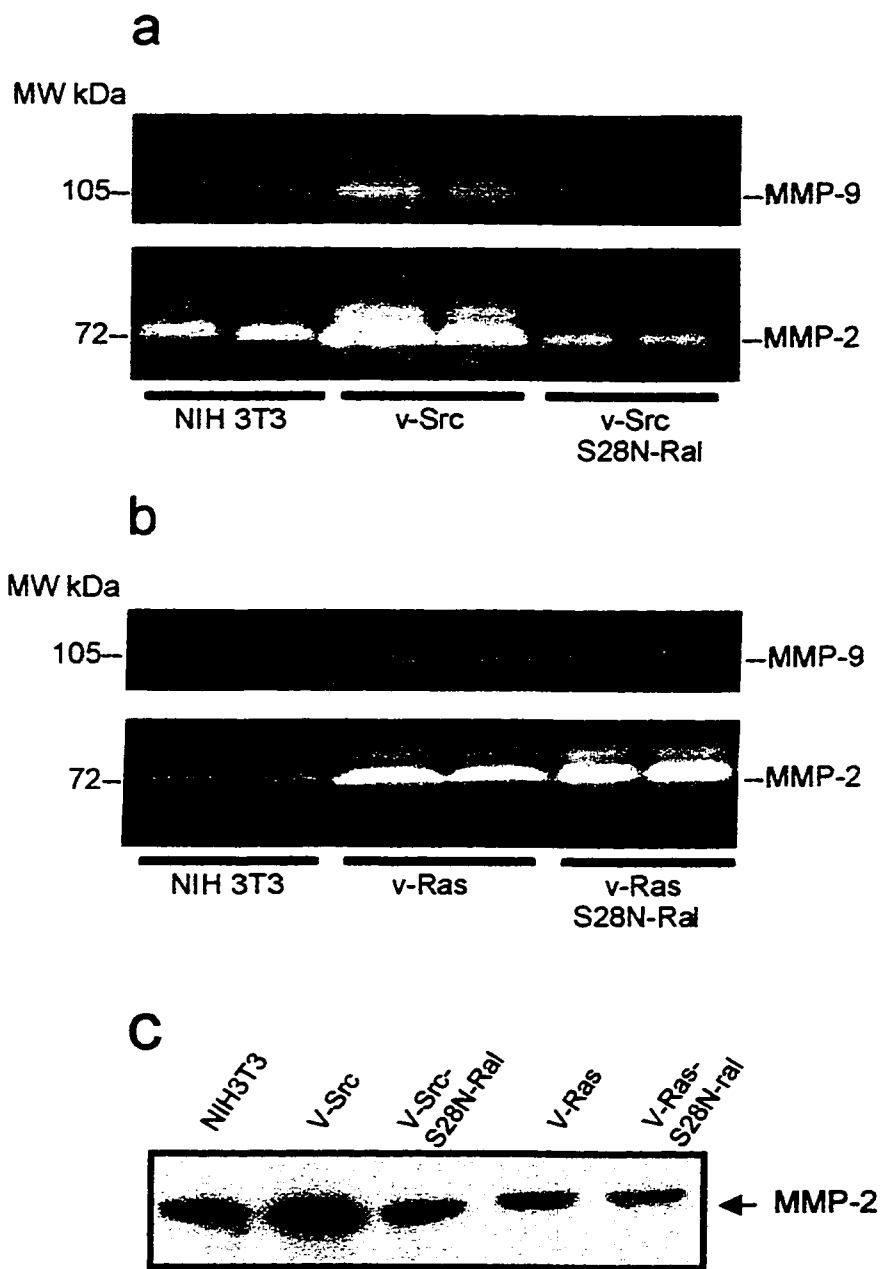 a
MW kDa
105- -MMP-9
72- -MMP-2
NIH 3T3 v-Src v-Src
S28N-Ral
b
MW kDa
105- -MMP-9
72- -MMP-2
NIH 3T3 v-Ras v-Ras
S28N-Ral
c
NIH3T3
V-Src
V-Src-
S28N-Ral
V-Ras
V-Ras-
S28N-ral
MMP-2